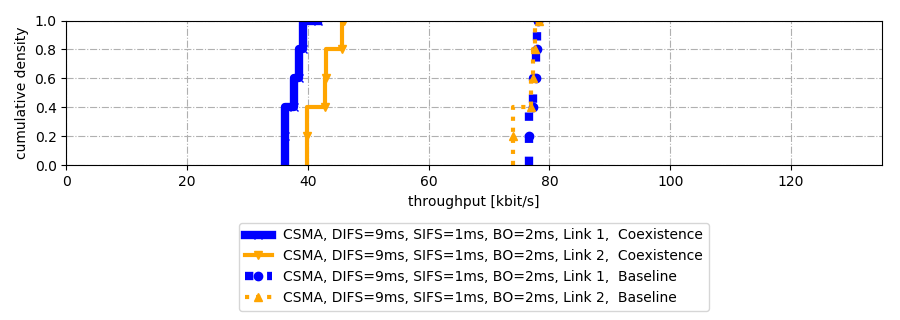 cumulative density
1.0
0.8
0.6
0.4
0.2
0.0
0 20 40 60 80 100 120
throughput [kbit/s]
CSMA, DIFS=9ms, SIFS=1ms, BO=2ms, Link 1,  Coexistence
CSMA, DIFS=9ms, SIFS=1ms, BO=2ms, Link 2,  Coexistence
CSMA, DIFS=9ms, SIFS=1ms, BO=2ms, Link 1,  Baseline
CSMA, DIFS=9ms, SIFS=1ms, BO=2ms, Link 2,  Baseline